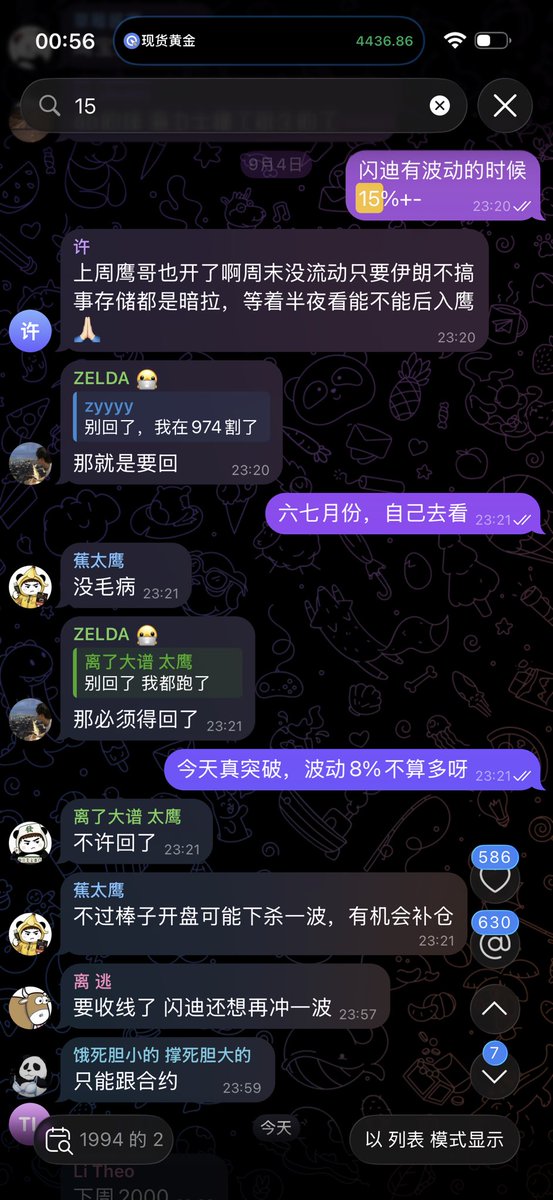 00:56
现货黄金
4436.86
15
9月4日
闪迪有波动的时候
15%+-
23:20
许
上周鹰哥也开了啊周末没流动只要伊朗不搞
事存储都是暗拉，等着半夜看能不能后入鹰
🙏🏻
23:20
许
ZELDA 😷
zyyyy
别回了，我在974割了
那就是要回
23:20
六七月份，自己去看
23:21
蕉太鹰
没毛病
23:21
ZELDA 😷
离了大谱 太鹰
别回了 我都跑了
那必须得回了
23:21
今天真突破，波动8%不算多呀
23:21
离了大谱 太鹰
不许回了
23:21
586
蕉太鹰
不过棒子开盘可能下杀一波，有机会补仓
23:21
630
离 逃
要收线了 闪迪还想再冲一波
23:57
饿死胆小的 撑死胆大的
只能跟合约
23:59
7
TI
1994 的 2
今天
以 列表 模式显示
Li Theo
下周2000